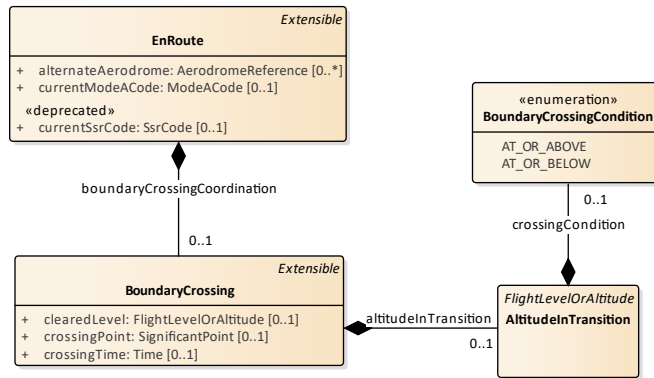 Extensible
EnRoute
+ alternateAerodrome: AerodromeReference [0..*]
+ currentModeACode: ModeACode [0..1]
«deprecated»
+ currentSsrCode: SsrCode [0..1]
«enumeration»
BoundaryCrossingCondition
AT_OR_ABOVE
AT_OR_BELOW
boundaryCrossingCoordination
0..1
0..1
crossingCondition
Extensible
BoundaryCrossing
+ clearedLevel: FlightLevelOrAltitude [0..1]
+ crossingPoint: SignificantPoint [0..1]
+ crossingTime: Time [0..1]
altitudeInTransition
0..1
FlightLevelOrAltitude
AltitudeInTransition